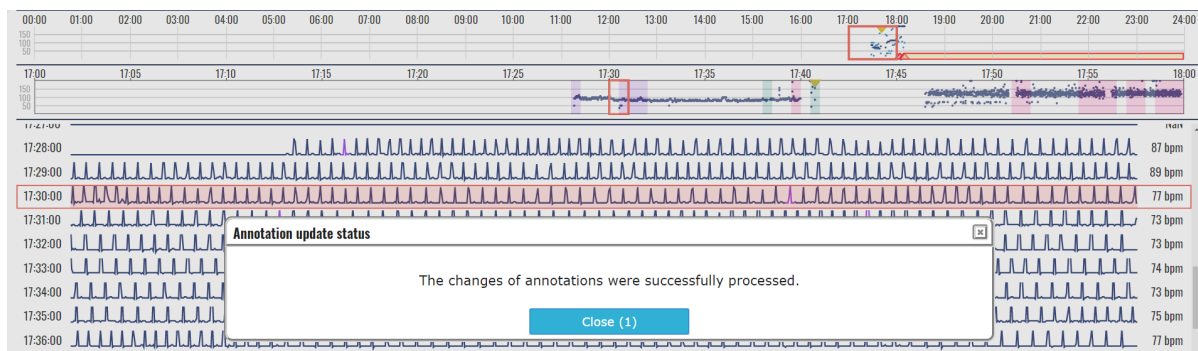 00:00 01:00 02:00 03:00 04:00 05:00 06:00 07:00 08:00 09:00 10:00 11:00 12:00 13:00 14:00 15:00 16:00 17:00 18:00 19:00 20:00 21:00 22:00 23:00 24:00
150
100
50
17:00 17:05 17:10 17:15 17:20 17:25 17:30 17:35 17:40 17:45 17:50 17:55 18:00
150
100
50
17:27:00 NaN
17:28:00 87 bpm
17:29:00 89 bpm
17:30:00 77 bpm
17:31:00 73 bpm
Annotation update status
17:32:00 73 bpm
17:33:00 74 bpm
The changes of annotations were successfully processed.
17:34:00 73 bpm
17:35:00 75 bpm
Close (1)
17:36:00 77 bpm